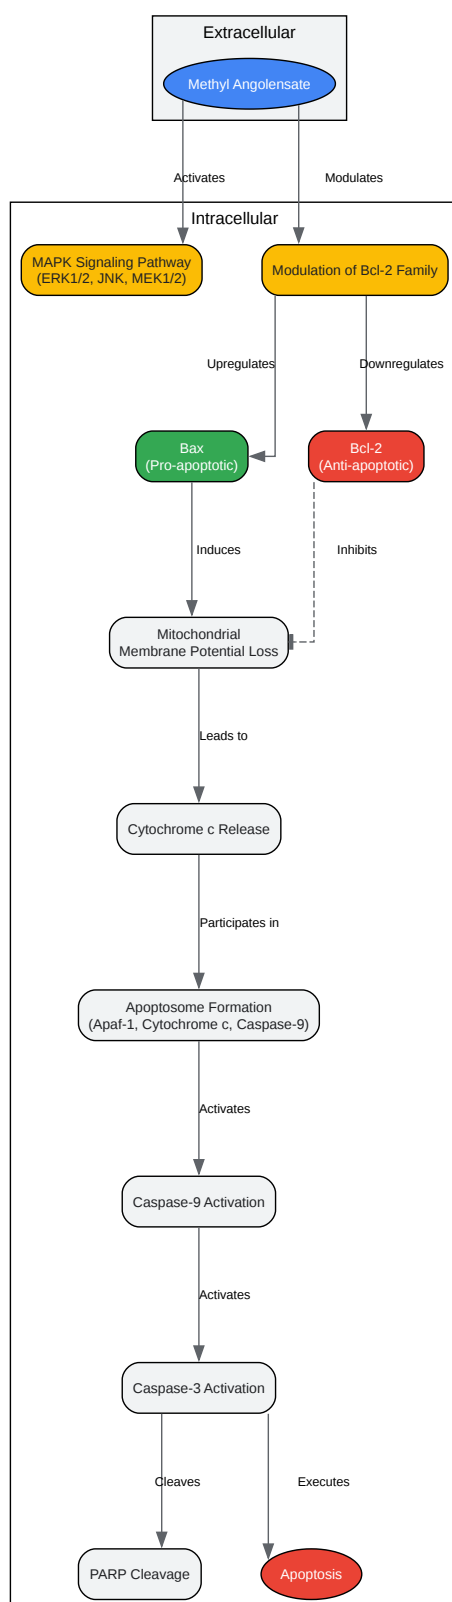 Extracellular
Methyl Angolensate
Activates
Modulates
Intracellular
MAPK Signaling Pathway
(ERK1/2, JNK, MEK1/2)
Modulation of Bcl-2 Family
Upregulates
Downregulates
Bax
(Pro-apoptotic)
Bcl-2
(Anti-apoptotic)
Induces
Inhibits
Mitochondrial
Membrane Potential Loss
Leads to
Cytochrome c Release
Participates in
Apoptosome Formation
(Apaf-1, Cytochrome c, Caspase-9)
Activates
Caspase-9 Activation
Activates
Caspase-3 Activation
Cleaves
Executes
PARP Cleavage
Apoptosis